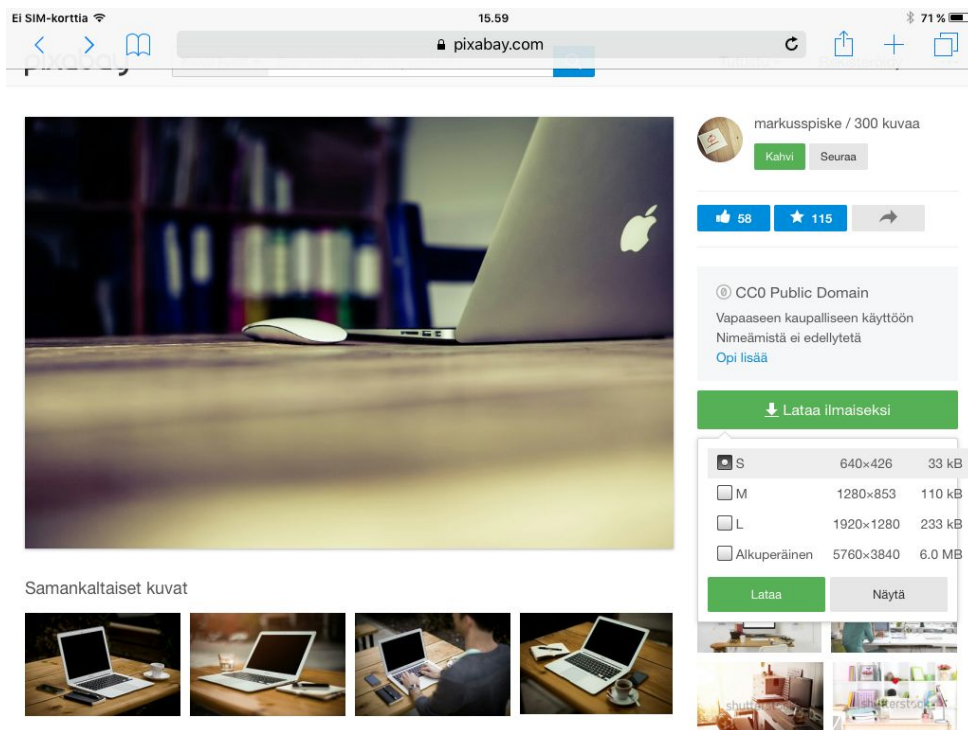 Ei SIM-korttia
15.59
71 %
pixabay.com
pixabay
markusspiske / 300 kuvaa
Kahvi
Seuraa
58
115
CC0 Public Domain
Vapaaseen kaupalliseen käyttöön
Nimeämistä ei edellytetä
Opi lisää
Lataa ilmaiseksi
S 640×426 33 kB
M 1280×853 110 kB
L 1920×1280 233 kB
Alkuperäinen 5760×3840 6.0 MB
Lataa
Näytä
Samankaltaiset kuvat
shutterstock